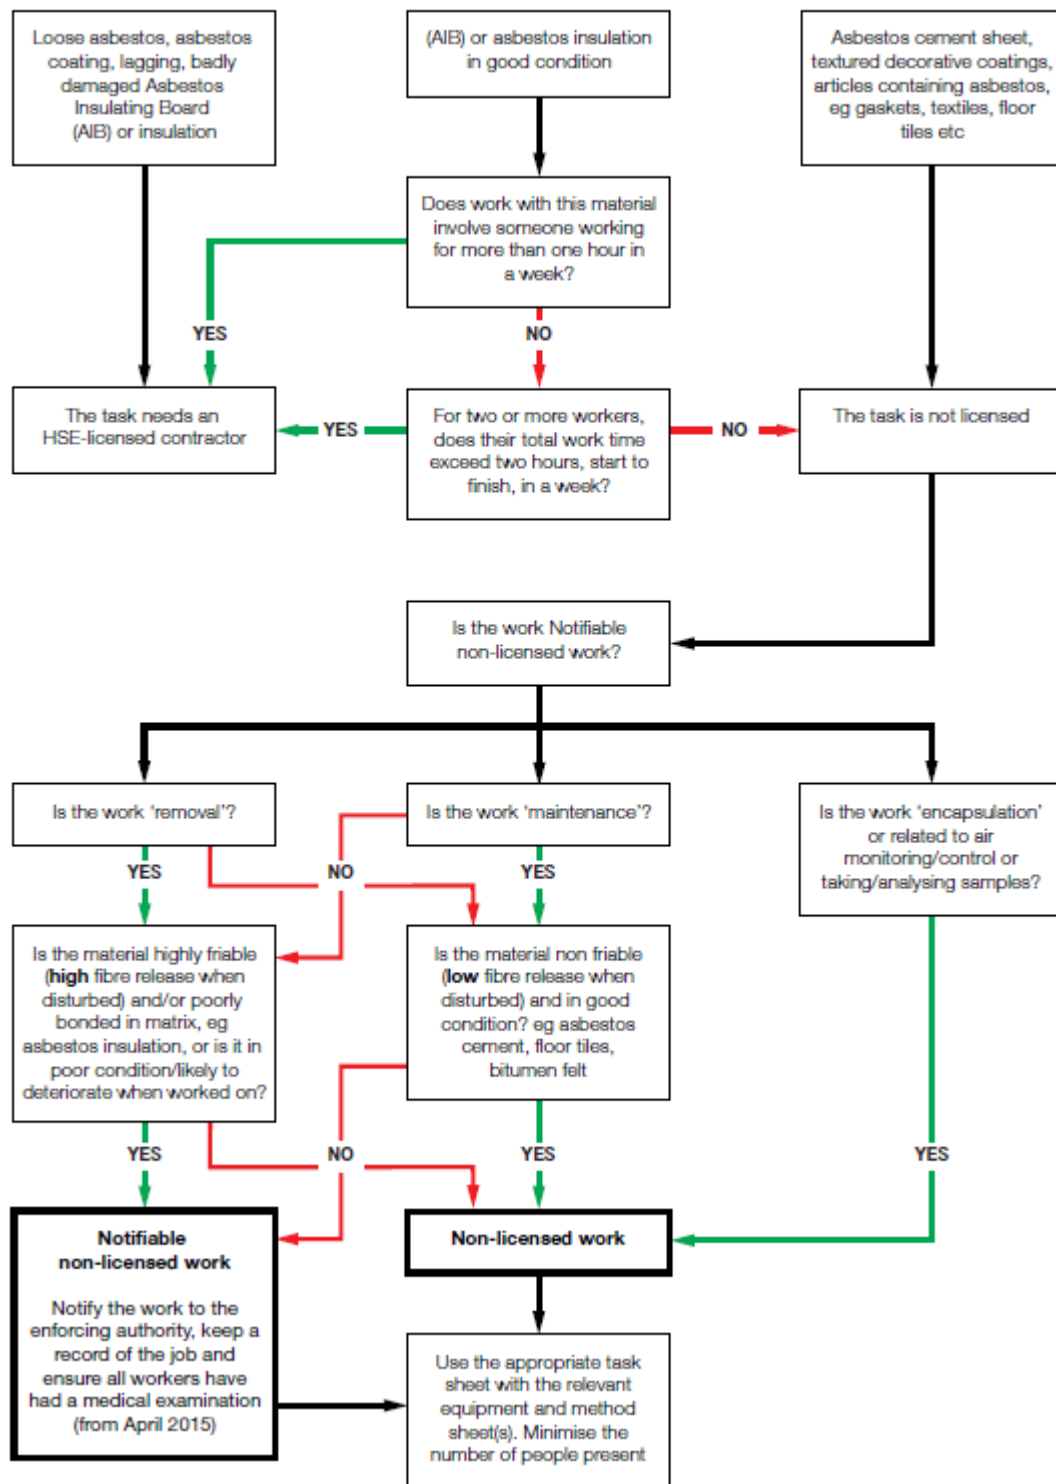 Loose asbestos, asbestos
coating, lagging, badly
damaged Asbestos
Insulating Board
(AIB) or insulation
(AIB) or asbestos insulation
in good condition
Asbestos cement sheet,
textured decorative coatings,
articles containing asbestos,
eg gaskets, textiles, floor
tiles etc
Does work with this material
involve someone working
for more than one hour in
a week?
YES
NO
The task needs an
HSE-licensed contractor
YES
For two or more workers,
does their total work time
exceed two hours, start to
finish, in a week?
NO
The task is not licensed
Is the work Notifiable
non-licensed work?
Is the work ‘removal’?
Is the work ‘maintenance’?
Is the work ‘encapsulation’
or related to air
monitoring/control or
taking/analysing samples?
YES
NO
YES
Is the material highly friable
(high fibre release when
disturbed) and/or poorly
bonded in matrix, eg
asbestos insulation, or is it in
poor condition/likely to
deteriorate when worked on?
Is the material non friable
(low fibre release when
disturbed) and in good
condition? eg asbestos
cement, floor tiles,
bitumen felt
YES
NO
YES
YES
Notifiable
non-licensed work
Notify the work to the
enforcing authority, keep a
record of the job and
ensure all workers have
had a medical examination
(from April 2015)
Non-licensed work
Use the appropriate task
sheet with the relevant
equipment and method
sheet(s). Minimise the
number of people present